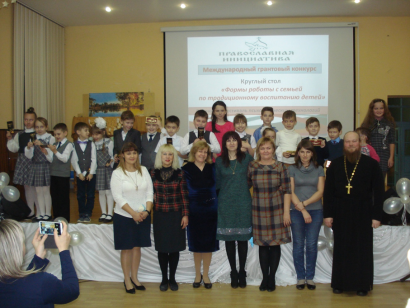 ПРАВОСЛАВНАЯ
ИНИЦИАТИВА
Международный грантовый конкурс
Круглый стол
«Формы работы с семьей
по традиционному воспитанию детей»